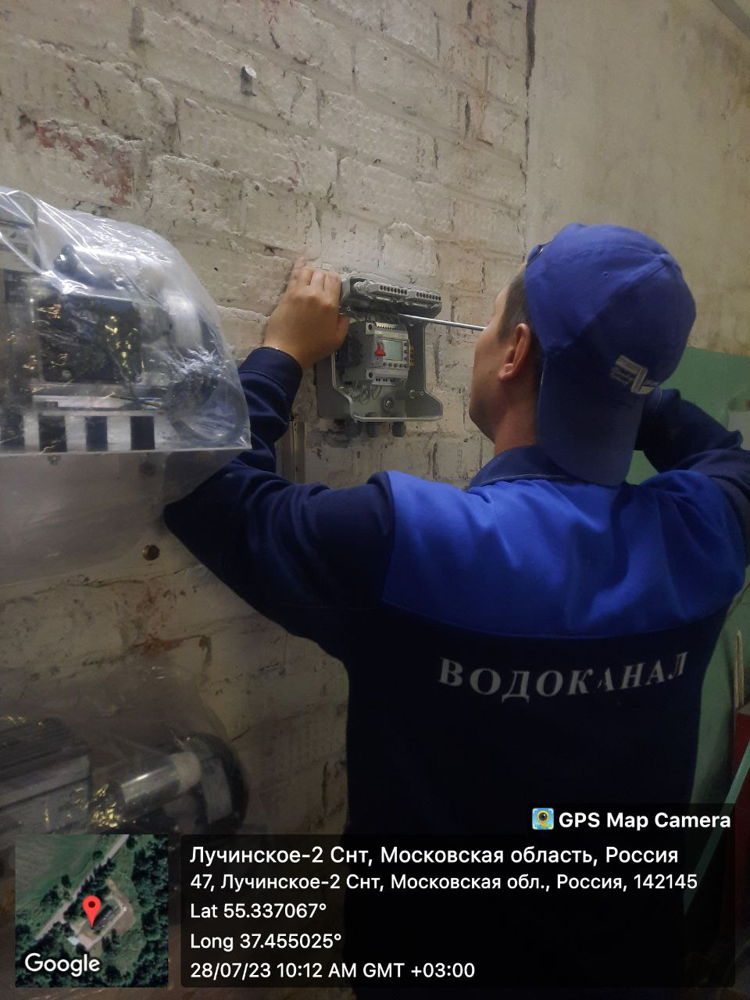 ВОДОКАНАЛ
GPS Map Camera
Лучинское-2 Снт, Московская область, Россия
47, Лучинское-2 Снт, Московская обл., Россия, 142145
Lat 55.337067°
Long 37.455025°
28/07/23 10:12 AM GMT +03:00
Google